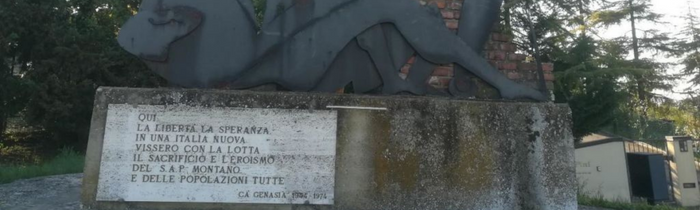 QUI
LA LIBERTÀ LA SPERANZA
IN UNA ITALIA NUOVA
VISSERO CON LA LOTTA
IL SACRIFICIO E L'EROISMO
DEL S.A.P. MONTANO
E DELLE POPOLAZIONI TUTTE
CÀ GENASIA 1944 1974